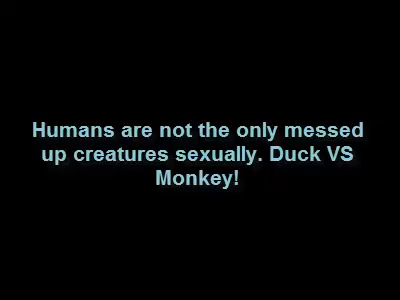 Humans are not the only messed
up creatures sexually. Duck VS
Monkey!